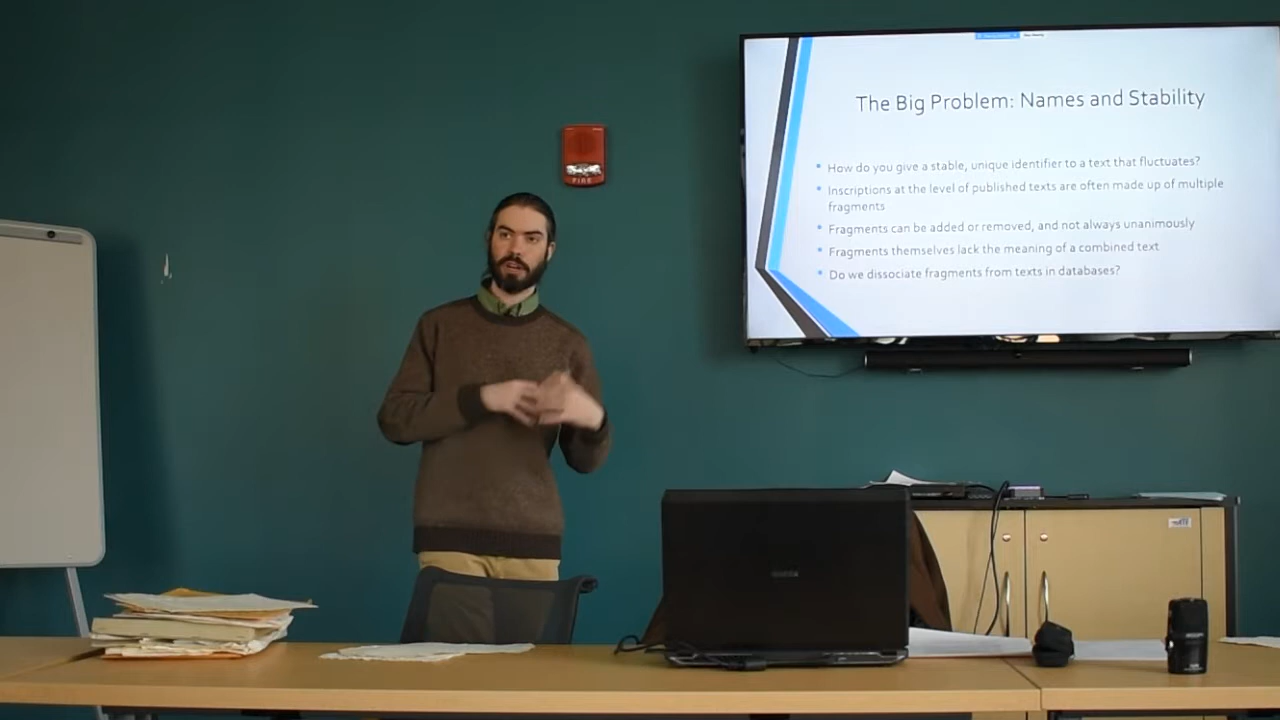 The Big Problem: Names and Stability
• How do you give a stable, unique identifier to a text that fluctuates?
• Inscriptions at the level of published texts are often made up of multiple
fragments
• Fragments can be added or removed, and not always unanimously
• Fragments themselves lack the meaning of a combined text
• Do we dissociate fragments from texts in databases?
FIRE